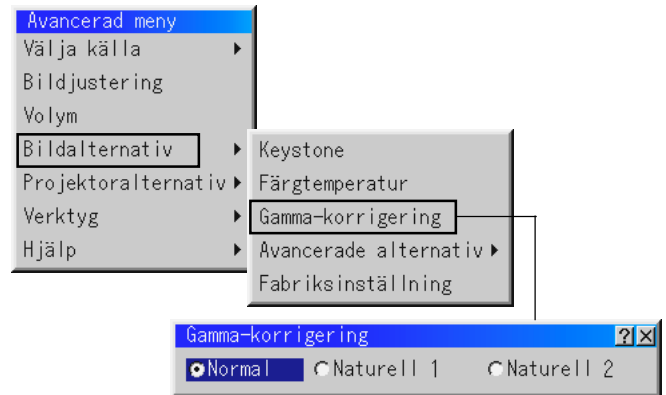 Avancerad meny
Välja källa
Bildjustering
Volym
Bildalternativ
Projektoralternativ
Verktyg
Hjälp
Keystone
Färgtemperatur
Gamma-korrigering
Avancerade alternativ
Fabriksinställning
Gamma-korrigering ? ×
Normal Naturell 1 Naturell 2